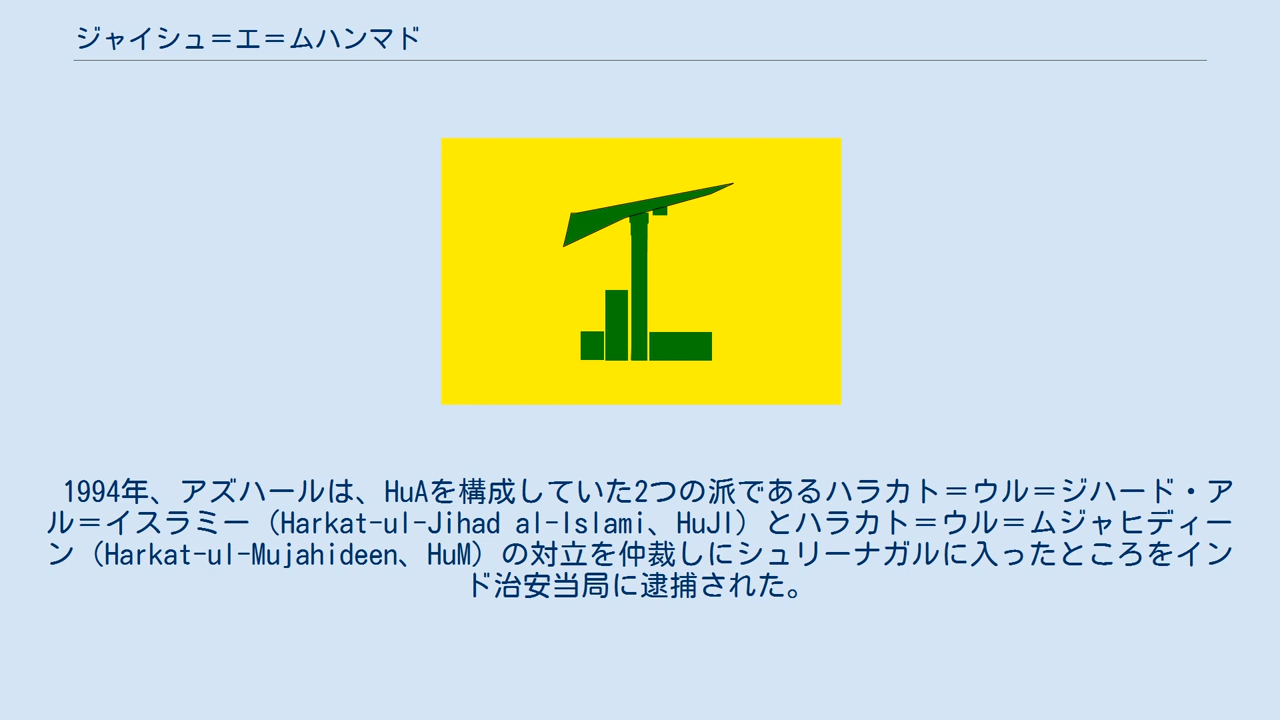 ジャイシュ＝エ＝ムハンマド
1994年、アズハールは、HuAを構成していた2つの派であるハラカト＝ウル＝ジハード・ア
ル＝イスラミー（Harkat-ul-Jihad al-Islami、HuJI）とハラカト＝ウル＝ムジャヒディー
ン（Harkat-ul-Mujahideen、HuM）の対立を仲裁しにシュリーナガルに入ったところをイン
ド治安当局に逮捕された。